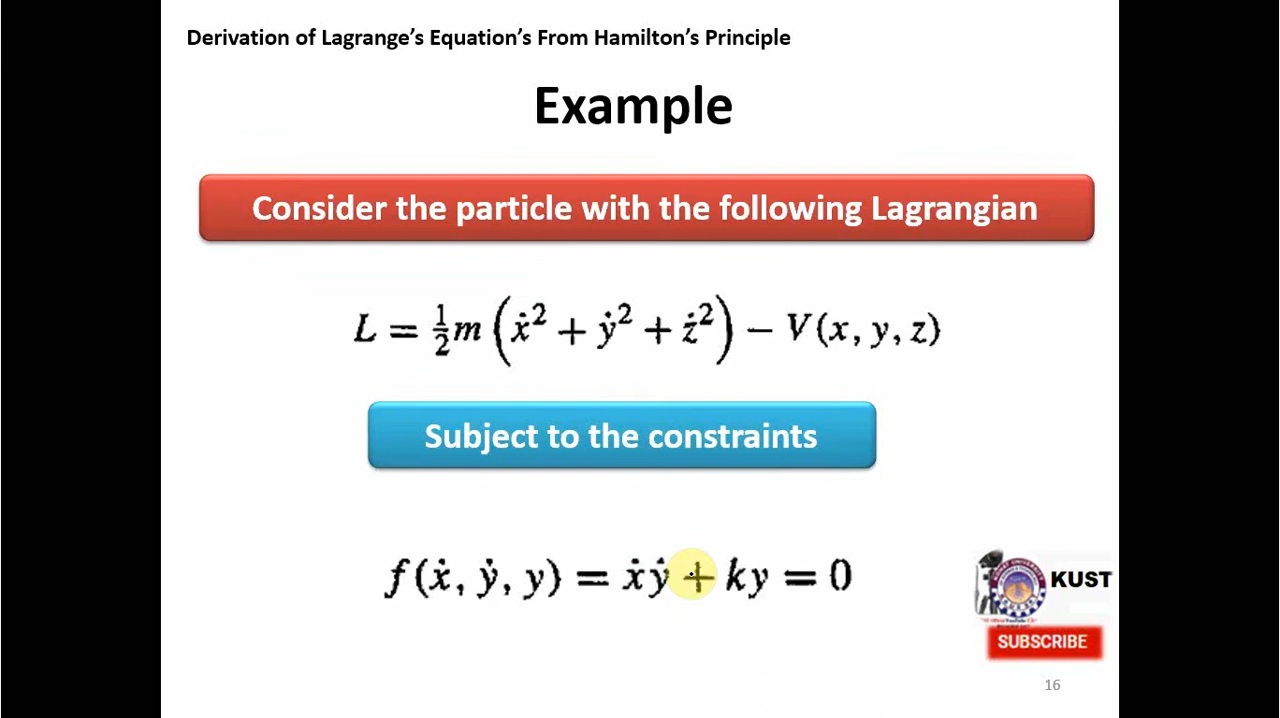 Derivation of Lagrange’s Equation’s From Hamilton’s Principle
Example
Consider the particle with the following Lagrangian
L = ½m (ẋ² + ẏ² + ż²) − V(x, y, z)
Subject to the constraints
f(ẋ, ẏ, y) = ẋẏ + ky = 0
KUST
SUBSCRIBE
16